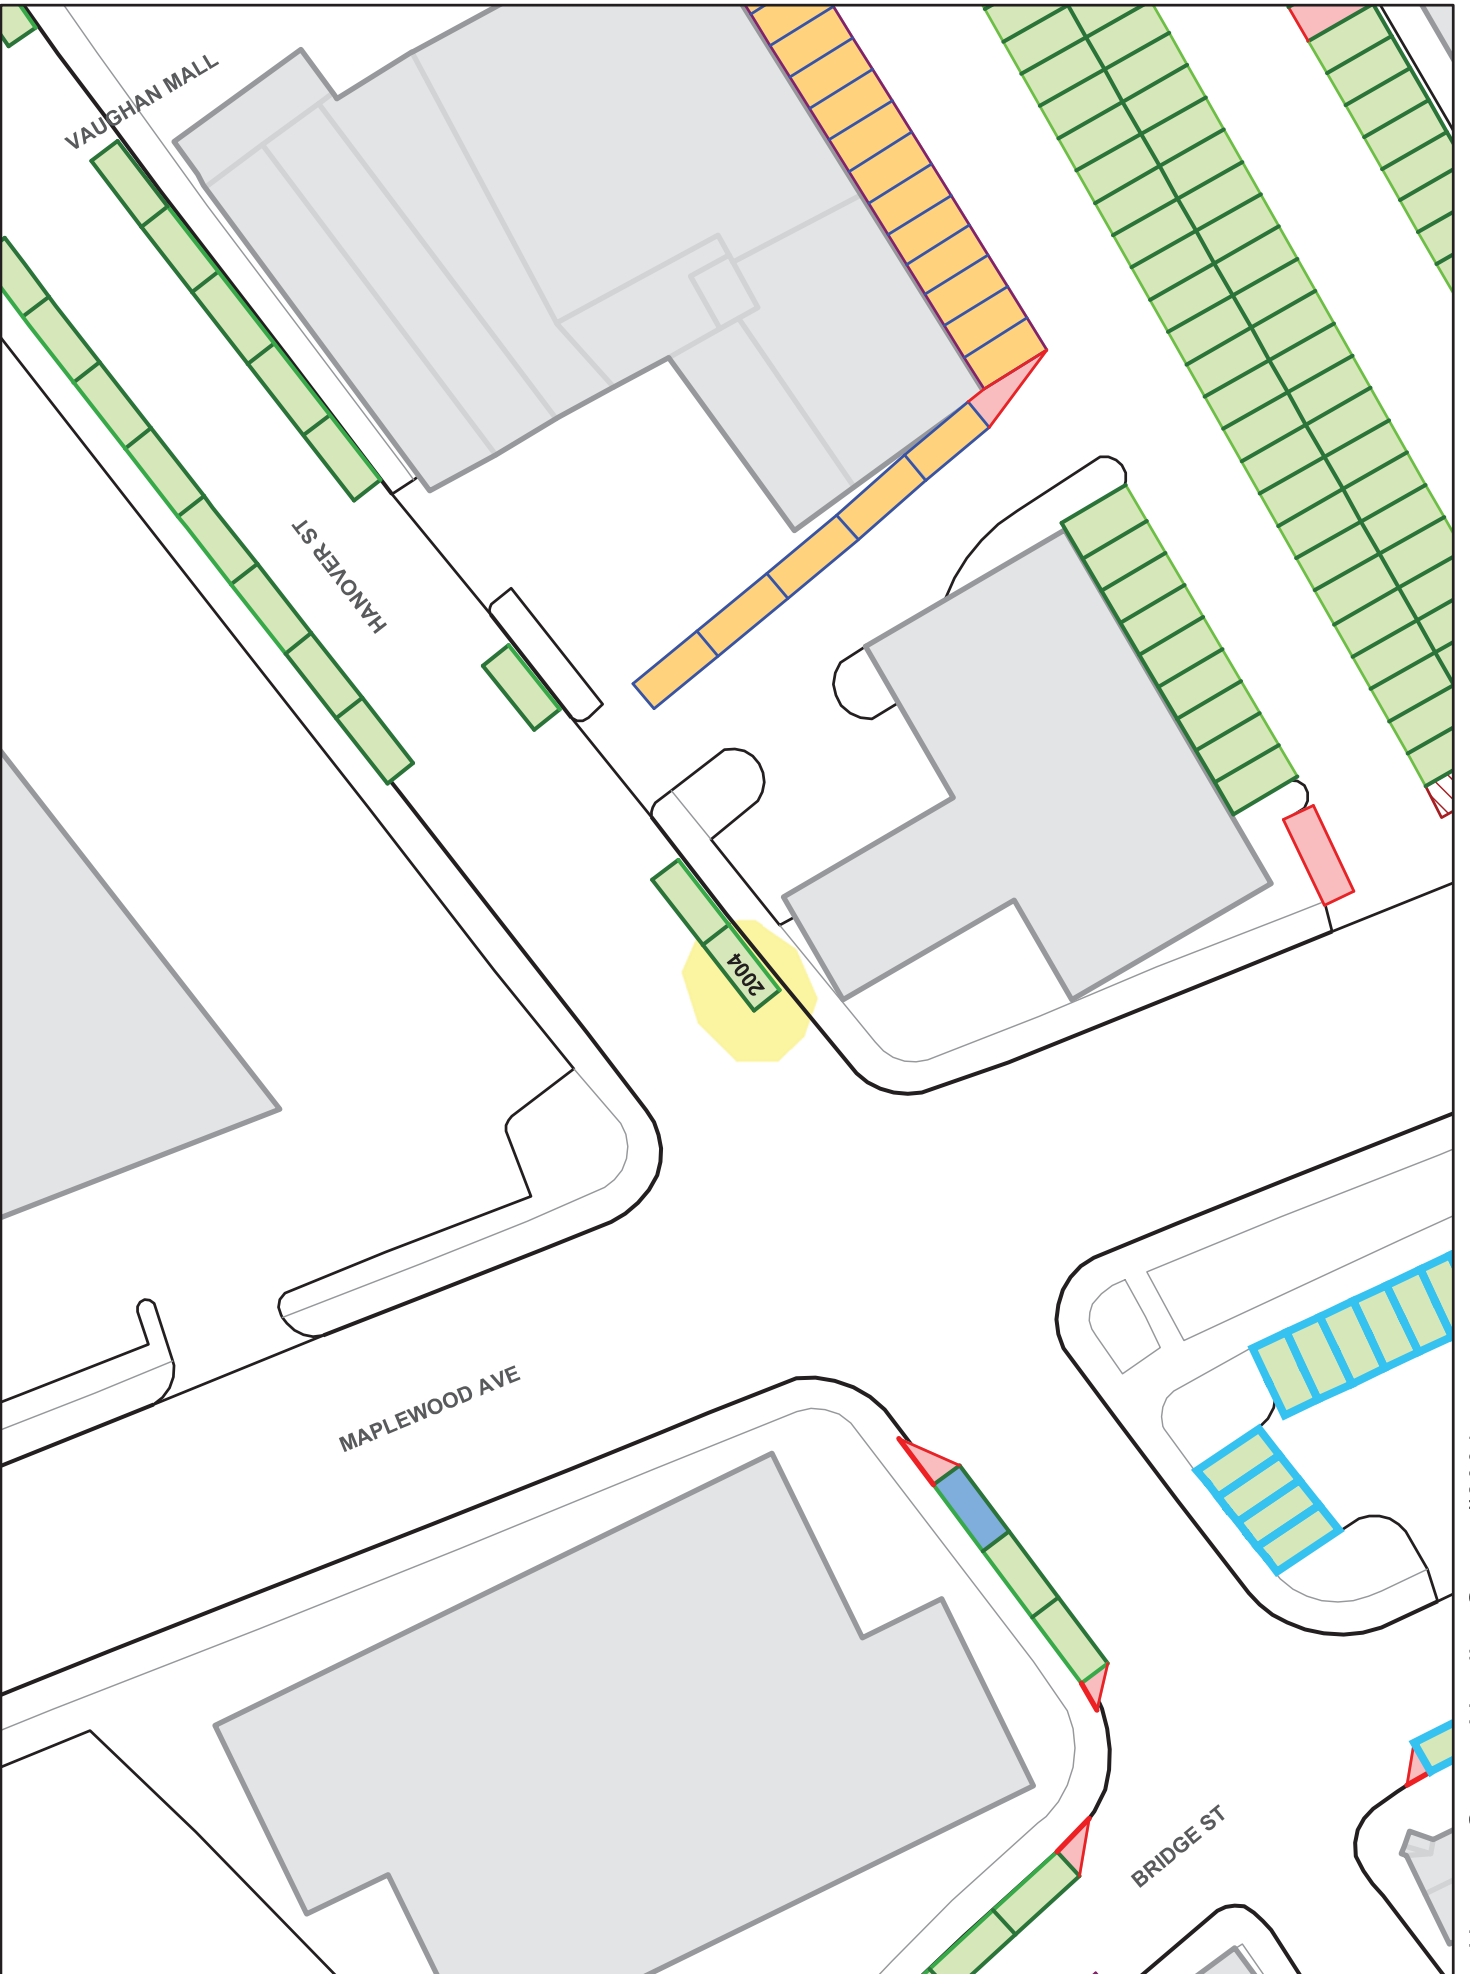 VAUGHAN MALL
HANOVER ST
2004
MAPLEWOOD AVE
BRIDGE ST